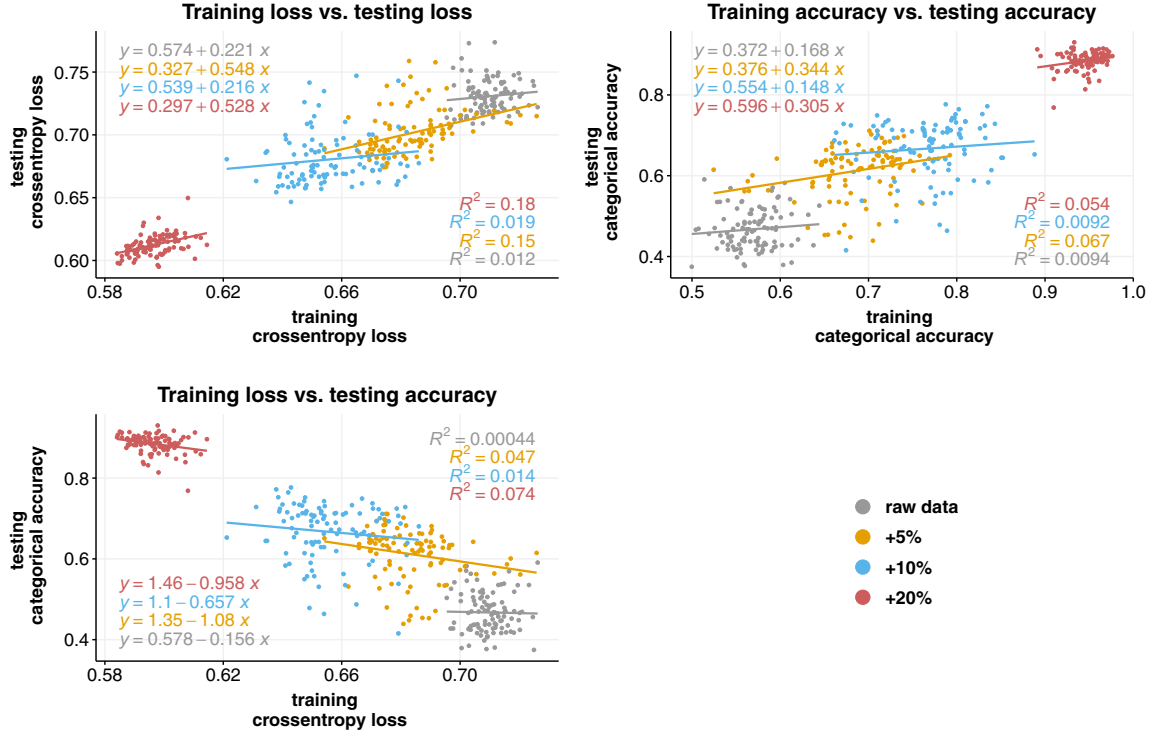 Training loss vs. testing loss
y = 0.574 + 0.221 x
y = 0.327 + 0.548 x
y = 0.539 + 0.216 x
y = 0.297 + 0.528 x
R² = 0.18
R² = 0.019
R² = 0.15
R² = 0.012
0.75
0.70
0.65
0.60
0.58 0.62 0.66 0.70
testing
crossentropy loss
training
crossentropy loss
Training accuracy vs. testing accuracy
y = 0.372 + 0.168 x
y = 0.376 + 0.344 x
y = 0.554 + 0.148 x
y = 0.596 + 0.305 x
R² = 0.054
R² = 0.0092
R² = 0.067
R² = 0.0094
0.8
0.6
0.4
0.5 0.6 0.7 0.8 0.9 1.0
testing
categorical accuracy
training
categorical accuracy
Training loss vs. testing accuracy
R² = 0.00044
R² = 0.047
R² = 0.014
R² = 0.074
y = 1.46 − 0.958 x
y = 1.1 − 0.657 x
y = 1.35 − 1.08 x
y = 0.578 − 0.156 x
0.8
0.6
0.4
0.58 0.62 0.66 0.70
testing
categorical accuracy
training
crossentropy loss
raw data
+5%
+10%
+20%